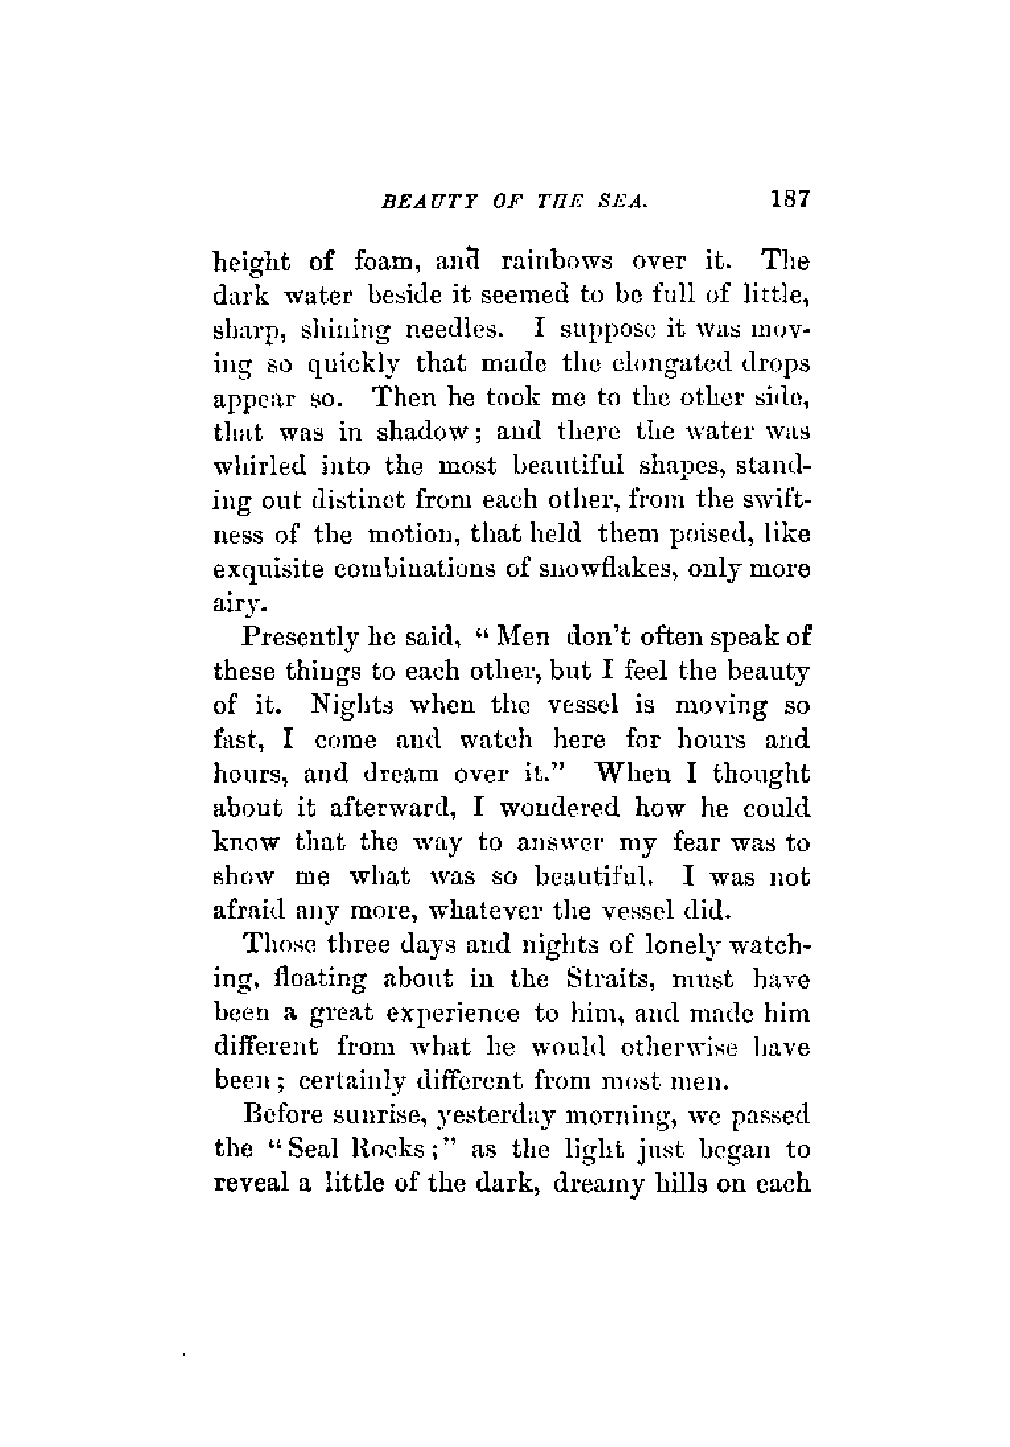 BEAUTY OF THE SEA. 187
height of foam, and rainbows over it. The
dark water beside it seemed to be full of little,
sharp, shining needles. I suppose it was mov-
ing so quickly that made the elongated drops
appear so. Then he took me to the other side,
that was in shadow; and there the water was
whirled into the most beautiful shapes, stand-
ing out distinct from each other, from the swift-
ness of the motion, that held them poised, like
exquisite combinations of snowflakes, only more
airy.
Presently he said, "Men don't often speak of
these things to each other, but I feel the beauty
of it. Nights when the vessel is moving so
fast, I come and watch here for hours and
hours, and dream over it." When I thought
about it afterward, I wondered how he could
know that the way to answer my fear was to
show me what was so beautiful. I was not
afraid any more, whatever the vessel did.
Those three days and nights of lonely watch-
ing, floating about in the Straits, must have
been a great experience to him, and made him
different from what he would otherwise have
been; certainly different from most men.
Before sunrise, yesterday morning, we passed
the "Seal Rocks;" as the light just began to
reveal a little of the dark, dreamy hills on each